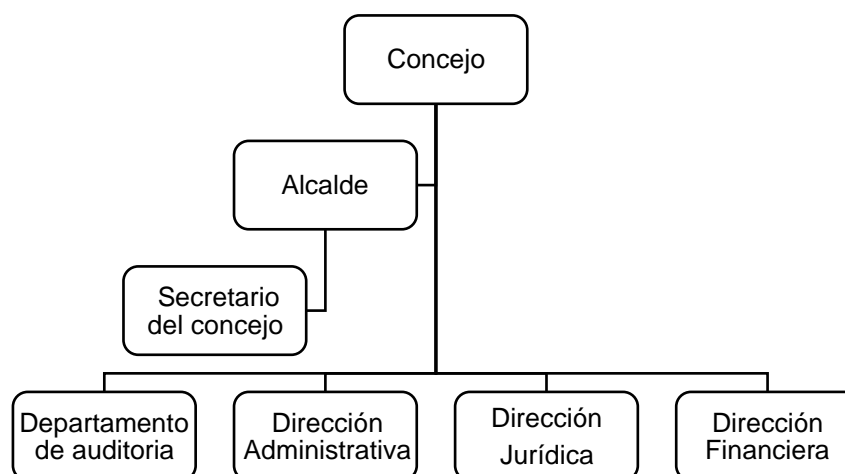 Concejo
Alcalde
Secretario
del concejo
Departamento
de auditoria
Dirección
Administrativa
Dirección
Jurídica
Dirección
Financiera